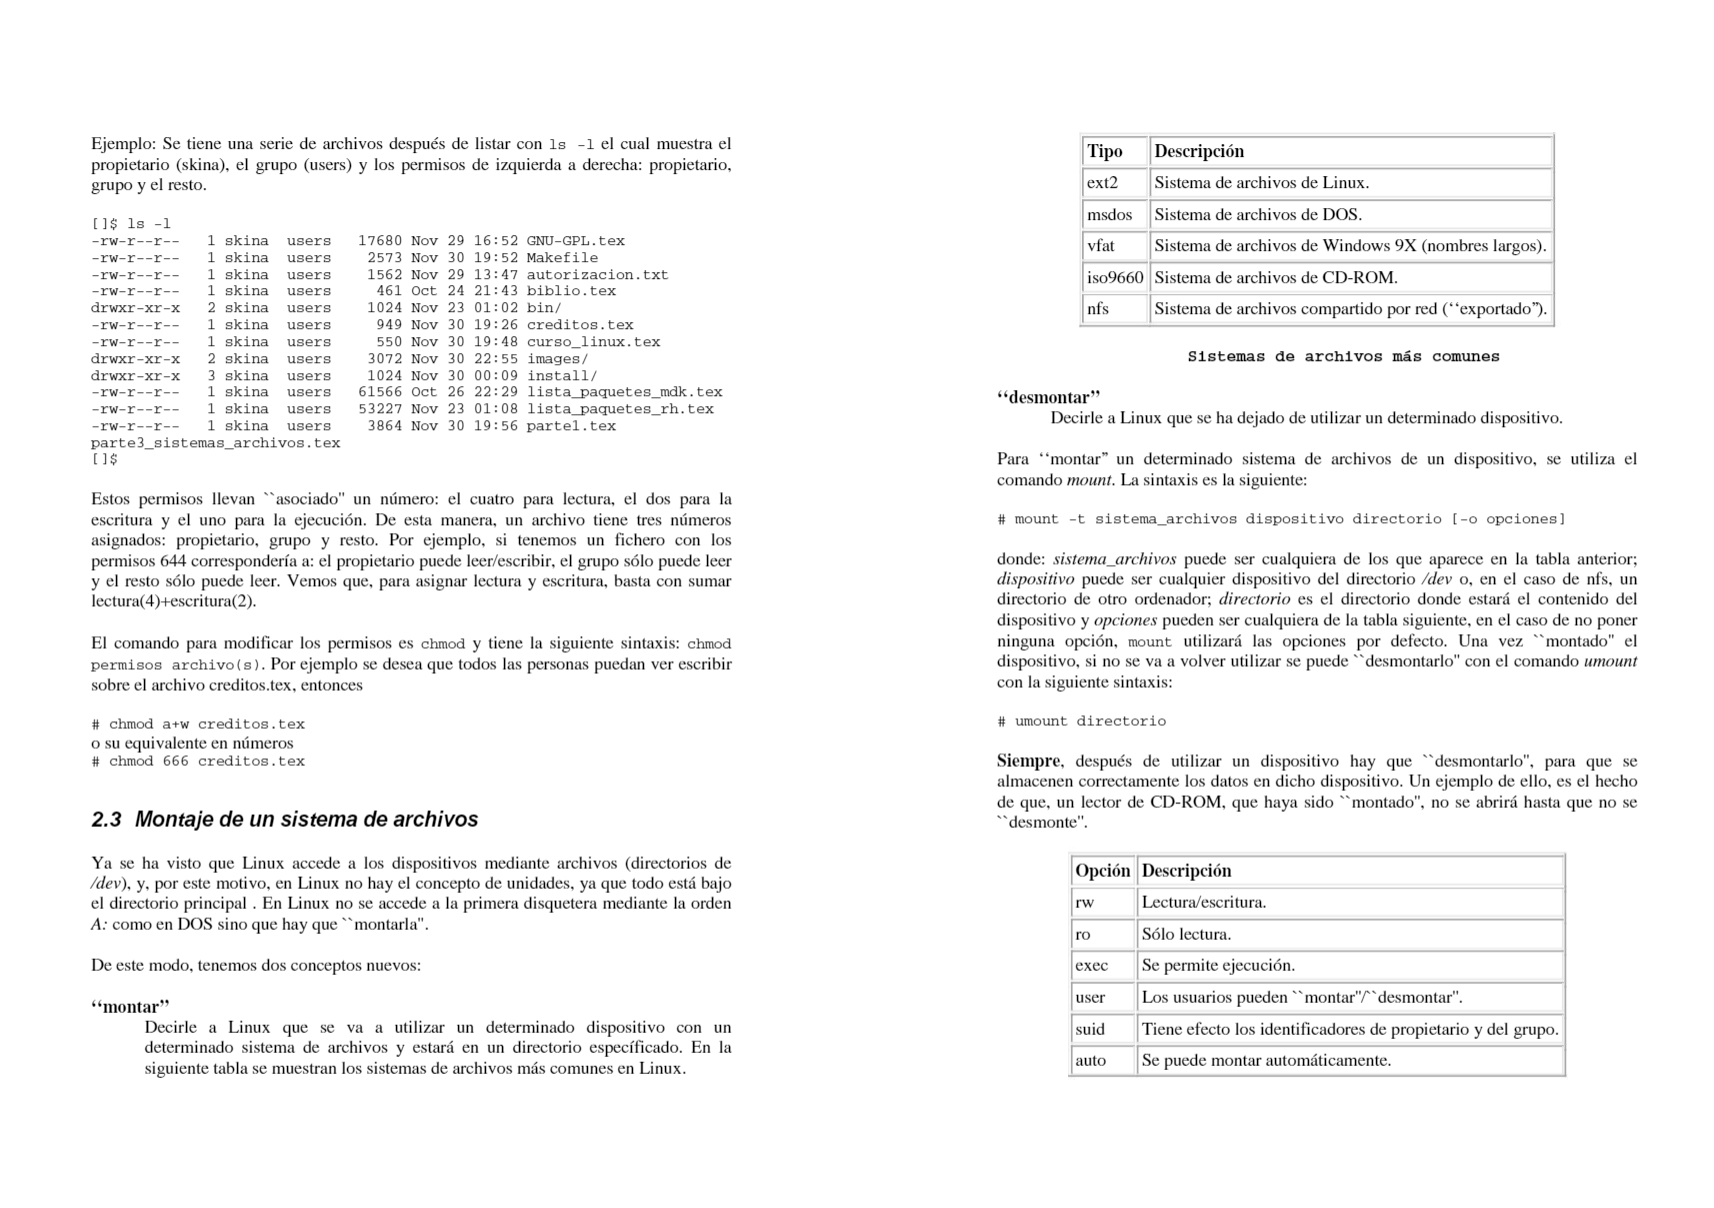 Ejemplo: Se tiene una serie de archivos después de listar con ls -l el cual muestra el
propietario (skina), el grupo (users) y los permisos de izquierda a derecha: propietario,
grupo y el resto.
[]$ ls -l
-rw-r--r--   1 skina  users   17680 Nov 29 16:52 GNU-GPL.tex
-rw-r--r--   1 skina  users    2573 Nov 30 19:52 Makefile
-rw-r--r--   1 skina  users    1562 Nov 29 13:47 autorizacion.txt
-rw-r--r--   1 skina  users     461 Oct 24 21:43 biblio.tex
drwxr-xr-x   2 skina  users    1024 Nov 23 01:02 bin/
-rw-r--r--   1 skina  users     949 Nov 30 19:26 creditos.tex
-rw-r--r--   1 skina  users     550 Nov 30 19:48 curso_linux.tex
drwxr-xr-x   2 skina  users    3072 Nov 30 22:55 images/
drwxr-xr-x   3 skina  users    1024 Nov 30 00:09 install/
-rw-r--r--   1 skina  users   61566 Oct 26 22:29 lista_paquetes_mdk.tex
-rw-r--r--   1 skina  users   53227 Nov 23 01:08 lista_paquetes_rh.tex
-rw-r--r--   1 skina  users    3864 Nov 30 19:56 parte1.tex
parte3_sistemas_archivos.tex
[]$
Estos permisos llevan ``asociado'' un número: el cuatro para lectura, el dos para la
escritura y el uno para la ejecución. De esta manera, un archivo tiene tres números
asignados: propietario, grupo y resto. Por ejemplo, si tenemos un fichero con los
permisos 644 correspondería a: el propietario puede leer/escribir, el grupo sólo puede leer
y el resto sólo puede leer. Vemos que, para asignar lectura y escritura, basta con sumar
lectura(4)+escritura(2).
El comando para modificar los permisos es chmod y tiene la siguiente sintaxis: chmod
permisos archivo(s). Por ejemplo se desea que todos las personas puedan ver escribir
sobre el archivo creditos.tex, entonces
# chmod a+w creditos.tex
o su equivalente en números
# chmod 666 creditos.tex
2.3 Montaje de un sistema de archivos
Ya se ha visto que Linux accede a los dispositivos mediante archivos (directorios de
/dev), y, por este motivo, en Linux no hay el concepto de unidades, ya que todo está bajo
el directorio principal . En Linux no se accede a la primera disquetera mediante la orden
A: como en DOS sino que hay que ``montarla''.
De este modo, tenemos dos conceptos nuevos:
“montar”
Decirle a Linux que se va a utilizar un determinado dispositivo con un
determinado sistema de archivos y estará en un directorio específicado. En la
siguiente tabla se muestran los sistemas de archivos más comunes en Linux.
Tipo Descripción
ext2 Sistema de archivos de Linux.
msdos Sistema de archivos de DOS.
vfat Sistema de archivos de Windows 9X (nombres largos).
iso9660 Sistema de archivos de CD-ROM.
nfs Sistema de archivos compartido por red (‘‘exportado”).
Sistemas de archivos más comunes
“desmontar”
Decirle a Linux que se ha dejado de utilizar un determinado dispositivo.
Para ‘‘montar” un determinado sistema de archivos de un dispositivo, se utiliza el
comando mount. La sintaxis es la siguiente:
# mount -t sistema_archivos dispositivo directorio [-o opciones]
donde: sistema_archivos puede ser cualquiera de los que aparece en la tabla anterior;
dispositivo puede ser cualquier dispositivo del directorio /dev o, en el caso de nfs, un
directorio de otro ordenador; directorio es el directorio donde estará el contenido del
dispositivo y opciones pueden ser cualquiera de la tabla siguiente, en el caso de no poner
ninguna opción, mount utilizará las opciones por defecto. Una vez ``montado'' el
dispositivo, si no se va a volver utilizar se puede ``desmontarlo'' con el comando umount
con la siguiente sintaxis:
# umount directorio
Siempre, después de utilizar un dispositivo hay que ``desmontarlo'', para que se
almacenen correctamente los datos en dicho dispositivo. Un ejemplo de ello, es el hecho
de que, un lector de CD-ROM, que haya sido ``montado'', no se abrirá hasta que no se
``desmonte''.
Opción Descripción
rw Lectura/escritura.
ro Sólo lectura.
exec Se permite ejecución.
user Los usuarios pueden ``montar''/``desmontar''.
suid Tiene efecto los identificadores de propietario y del grupo.
auto Se puede montar automáticamente.